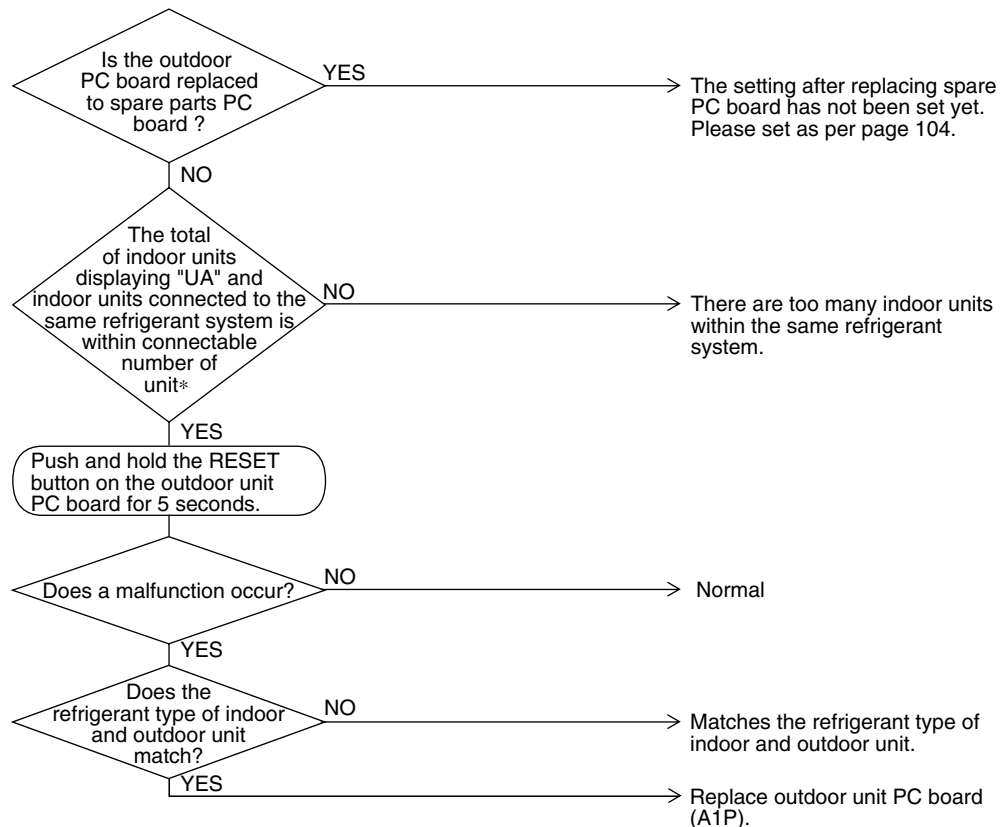 Is the outdoor
PC board replaced
to spare parts PC
board ?
YES
The setting after replacing spare
PC board has not been set yet.
Please set as per page 104.
NO
The total
of indoor units
displaying "UA" and
indoor units connected to the
same refrigerant system is
within connectable
number of
unit*
NO
There are too many indoor units
within the same refrigerant
system.
YES
Push and hold the RESET
button on the outdoor unit
PC board for 5 seconds.
Does a malfunction occur?
NO
Normal
YES
Does the
refrigerant type of indoor
and outdoor unit
match?
NO
Matches the refrigerant type of
indoor and outdoor unit.
YES
Replace outdoor unit PC board
(A1P).